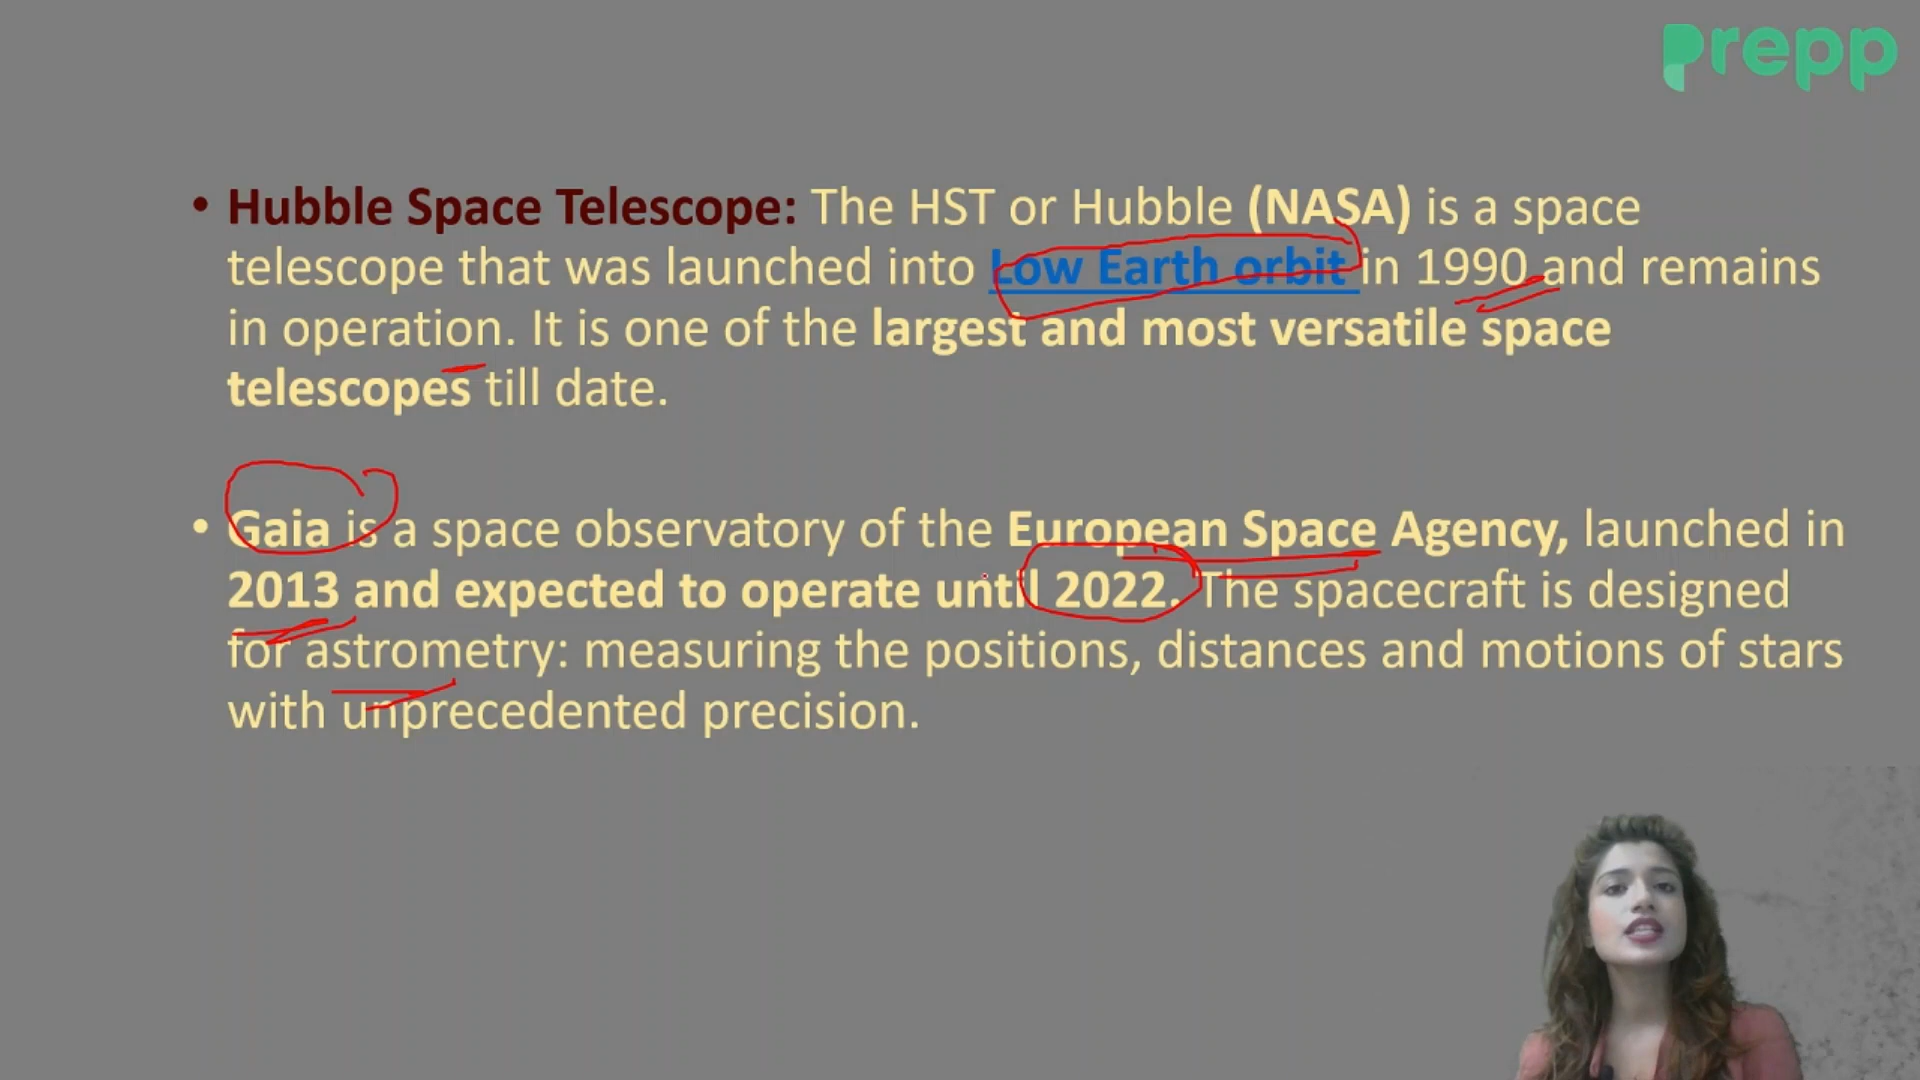 prepp
• Hubble Space Telescope: The HST or Hubble (NASA) is a space
telescope that was launched into Low Earth orbit in 1990 and remains
in operation. It is one of the largest and most versatile space
telescopes till date.
• Gaia is a space observatory of the European Space Agency, launched in
2013 and expected to operate until 2022. The spacecraft is designed
for astrometry: measuring the positions, distances and motions of stars
with unprecedented precision.